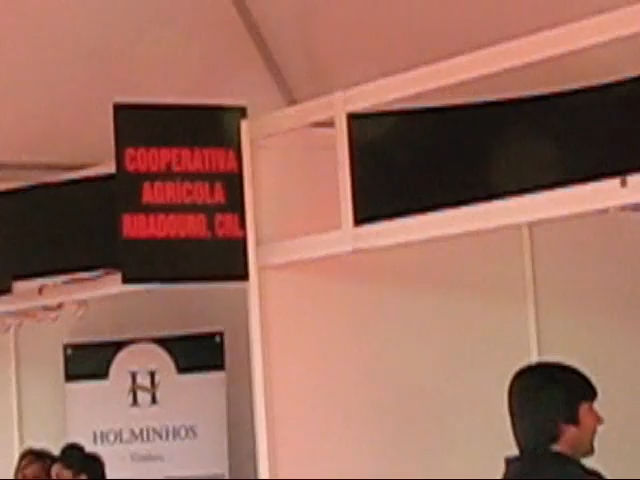 COOPERATIVA
AGRÍCOLA
RIBADOURO, CRL
H
HOLMINHOS